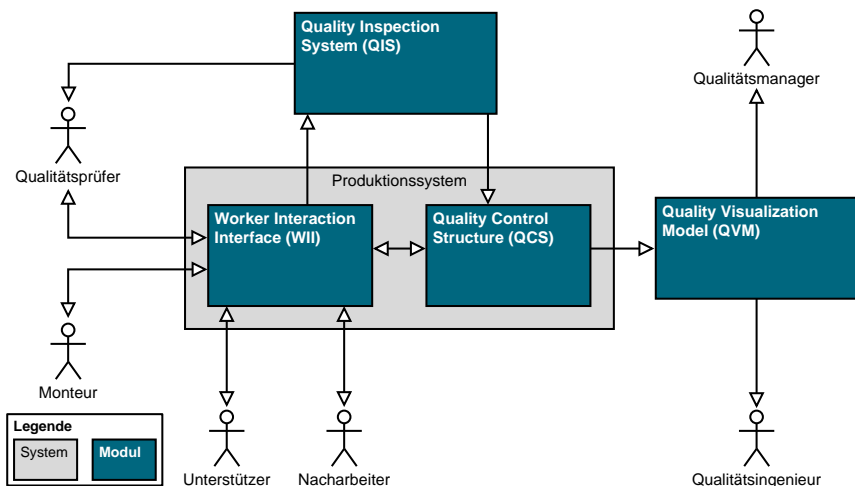 Quality Inspection
System (QIS)
Qualitätsmanager
Qualitätsprüfer
Produktionssystem
Worker Interaction
Interface (WII)
Quality Control
Structure (QCS)
Quality Visualization
Model (QVM)
Monteur
Legende
System
Modul
Unterstützer
Nacharbeiter
Qualitätsingenieur